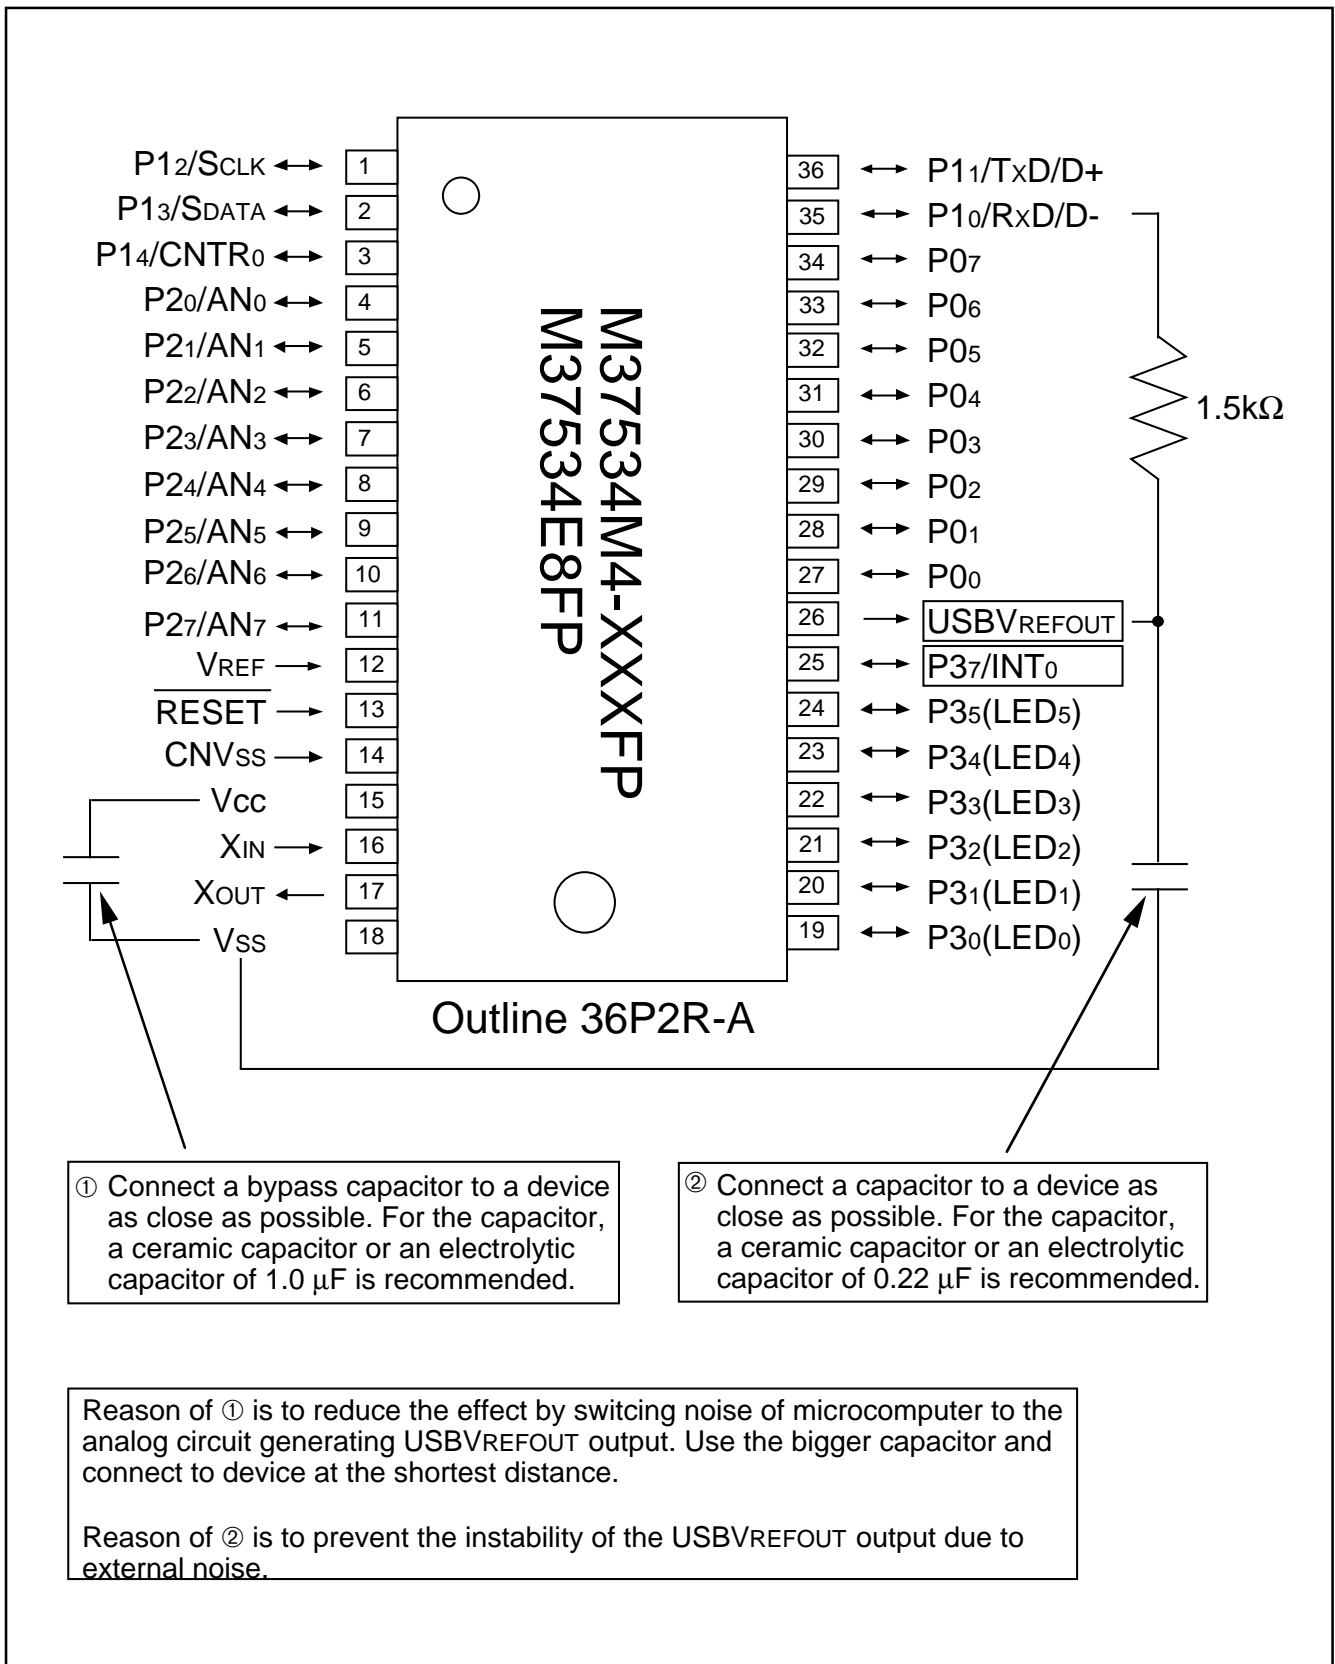 P12/SCLK 1
P13/SDATA 2
P14/CNTR0 3
P20/AN0 4
P21/AN1 5
P22/AN2 6
P23/AN3 7
P24/AN4 8
P25/AN5 9
P26/AN6 10
P27/AN7 11
VREF 12
RESET 13
CNVSS 14
Vcc 15
XIN 16
XOUT 17
VSS 18
M37534M4-XXXFP
M37534E8FP
36 P11/TxD/D+
35 P10/RxD/D-
34 P07
33 P06
32 P05
31 P04
30 P03
29 P02
28 P01
27 P00
26 USBVREFOUT
25 P37/INT0
24 P35(LED5)
23 P34(LED4)
22 P33(LED3)
21 P32(LED2)
20 P31(LED1)
19 P30(LED0)
1.5kΩ
Outline 36P2R-A
① Connect a bypass capacitor to a device
as close as possible. For the capacitor,
a ceramic capacitor or an electrolytic
capacitor of 1.0 μF is recommended.
② Connect a capacitor to a device as
close as possible. For the capacitor,
a ceramic capacitor or an electrolytic
capacitor of 0.22 μF is recommended.
Reason of ① is to reduce the effect by switcing noise of microcomputer to the
analog circuit generating USBVREFOUT output. Use the bigger capacitor and
connect to device at the shortest distance.
Reason of ② is to prevent the instability of the USBVREFOUT output due to
external noise.